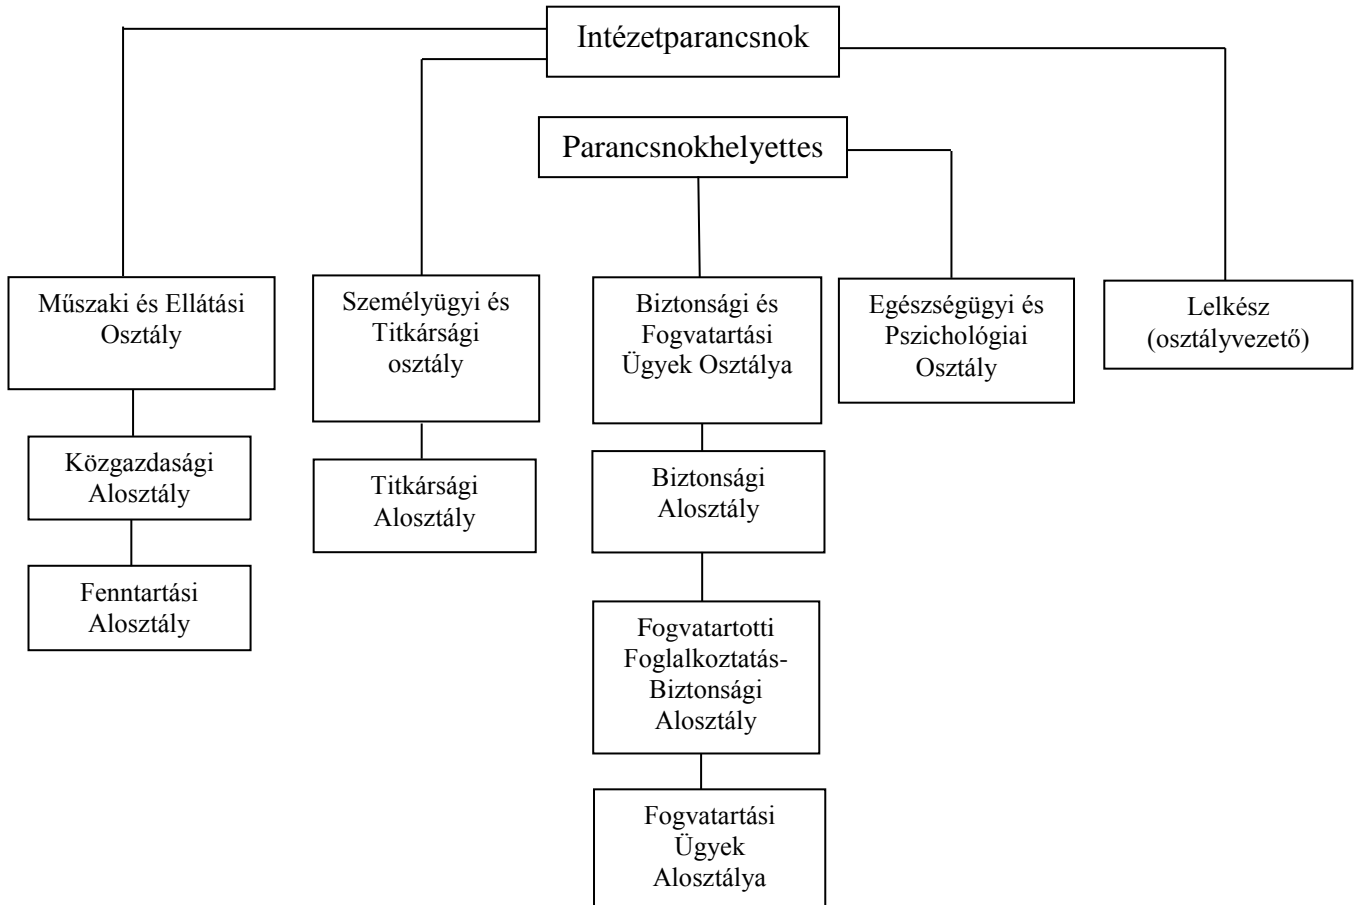 Intézetparancsnok
Parancsnokhelyettes
Műszaki és Ellátási
Osztály
Személyügyi és
Titkársági
osztály
Biztonsági és
Fogvatartási
Ügyek Osztálya
Egészségügyi és
Pszichológiai
Osztály
Lelkész
(osztályvezető)
Közgazdasági
Alosztály
Titkársági
Alosztály
Biztonsági
Alosztály
Fenntartási
Alosztály
Fogvatartotti
Foglalkoztatás-
Biztonsági
Alosztály
Fogvatartási
Ügyek
Alosztálya